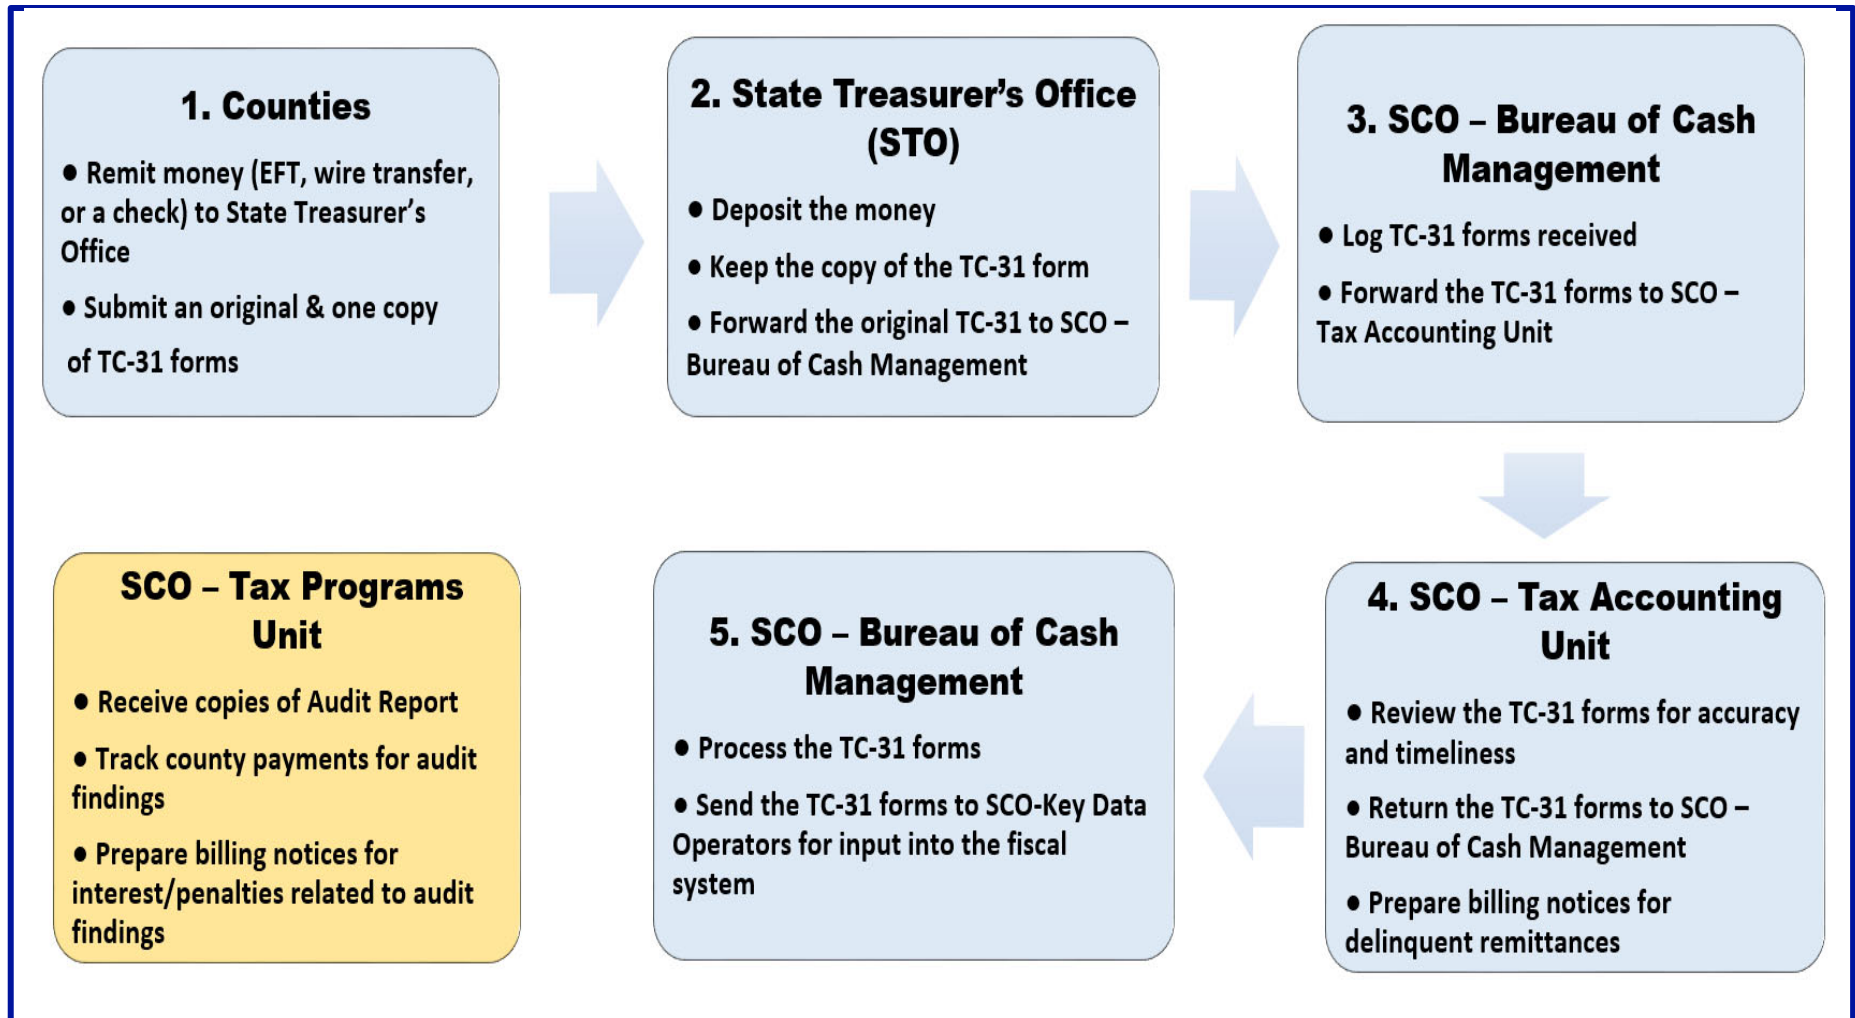 1. Counties
● Remit money (EFT, wire transfer,
or a check) to State Treasurer’s
Office
● Submit an original & one copy
of TC-31 forms
2. State Treasurer’s Office
(STO)
● Deposit the money
● Keep the copy of the TC-31 form
● Forward the original TC-31 to SCO –
Bureau of Cash Management
3. SCO – Bureau of Cash
Management
● Log TC-31 forms received
● Forward the TC-31 forms to SCO –
Tax Accounting Unit
4. SCO – Tax Accounting
Unit
● Review the TC-31 forms for accuracy
and timeliness
● Return the TC-31 forms to SCO –
Bureau of Cash Management
● Prepare billing notices for
delinquent remittances
5. SCO – Bureau of Cash
Management
● Process the TC-31 forms
● Send the TC-31 forms to SCO-Key Data
Operators for input into the fiscal
system
SCO – Tax Programs
Unit
● Receive copies of Audit Report
● Track county payments for audit
findings
● Prepare billing notices for
interest/penalties related to audit
findings